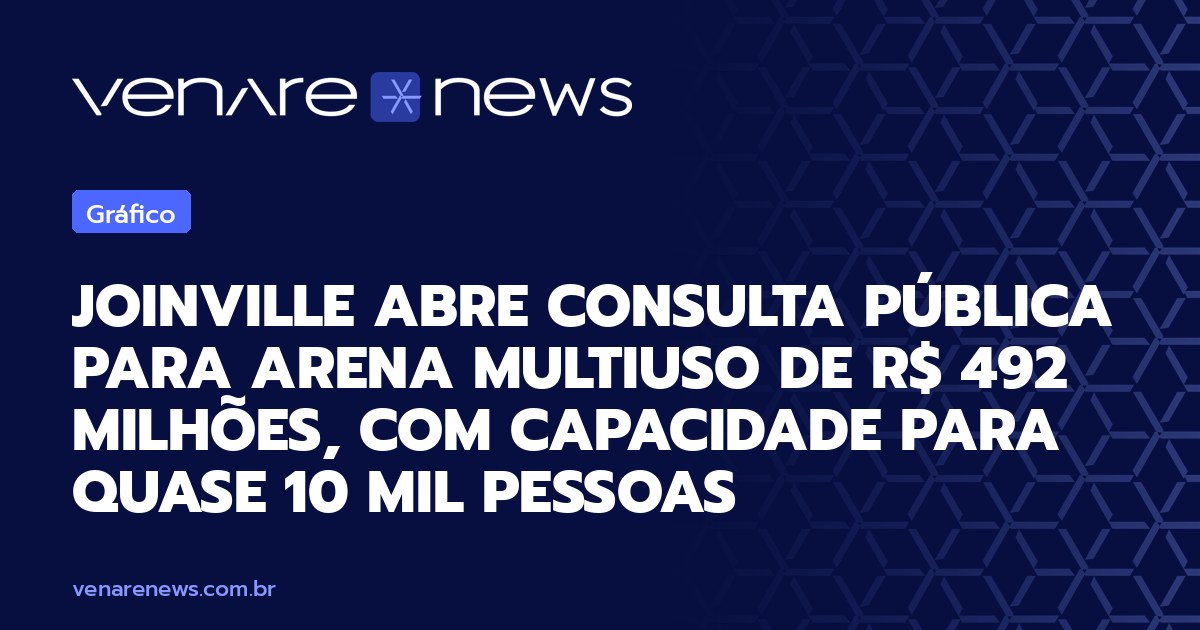 venare news
Gráfico
JOINVILLE ABRE CONSULTA PÚBLICA
PARA ARENA MULTIUSO DE R$ 492
MILHÕES, COM CAPACIDADE PARA
QUASE 10 MIL PESSOAS
venarenews.com.br